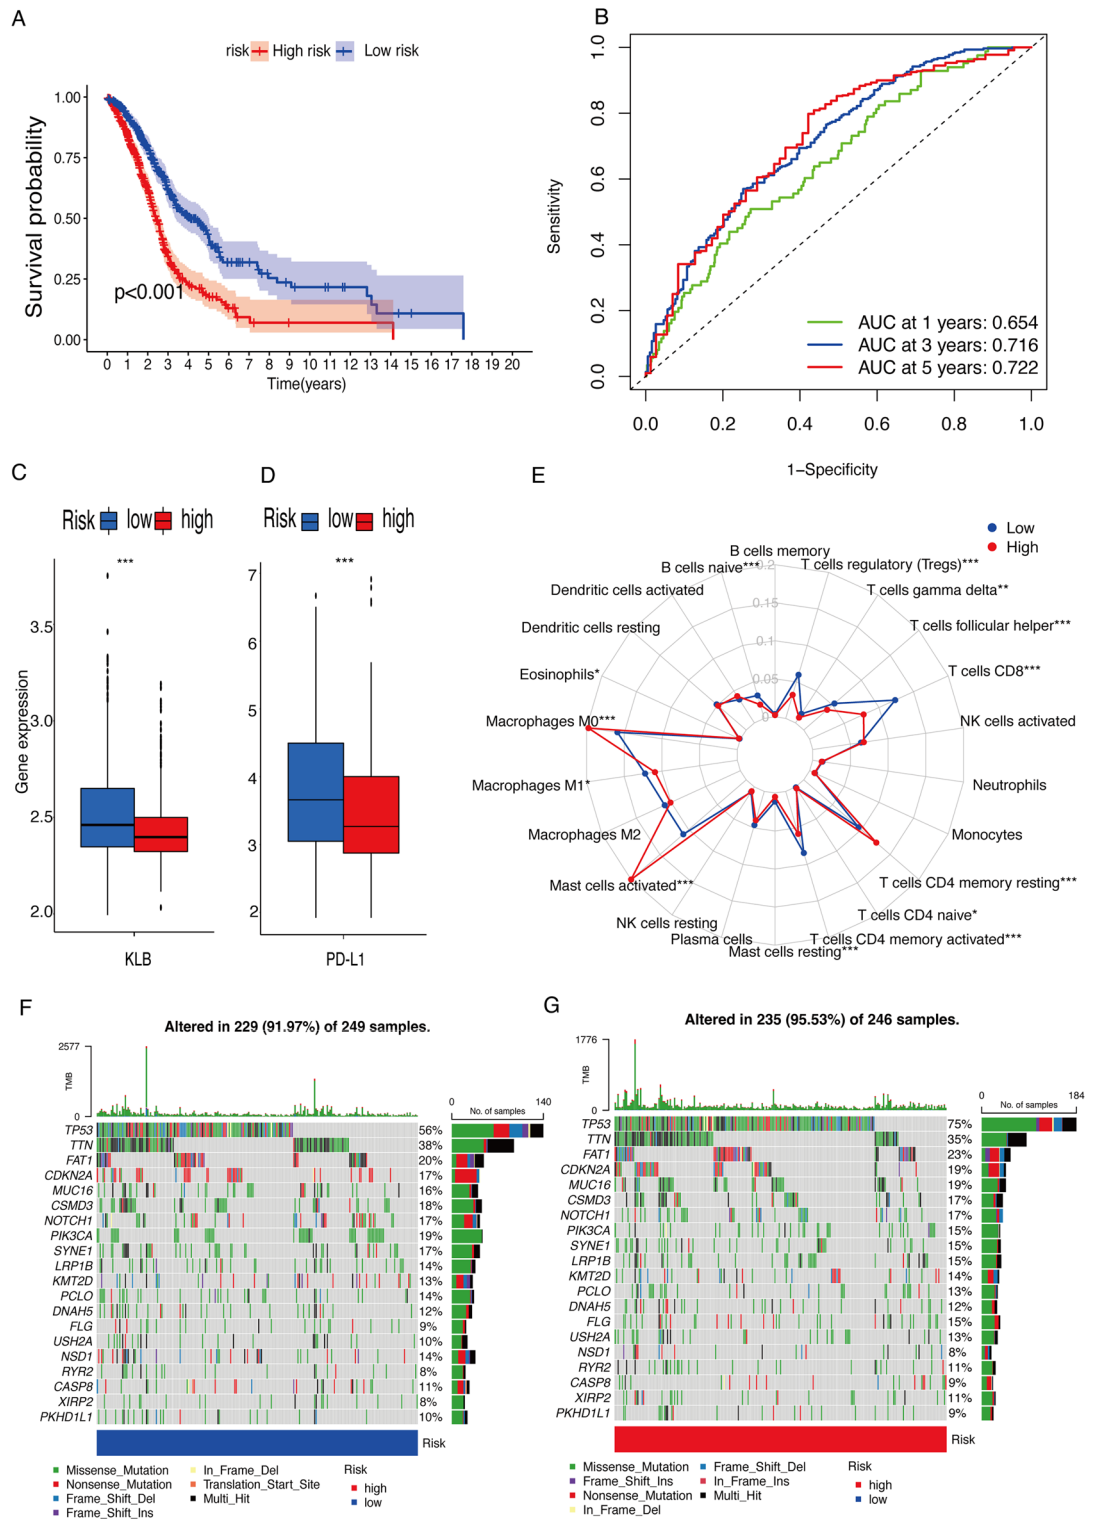 A
risk High risk Low risk
Survival probability
1.00
0.75
0.50
0.25
0.00
p<0.001
0 1 2 3 4 5 6 7 8 9 10 11 12 13 14 15 16 17 18 19 20
Time(years)
B
Sensitivity
1.0
0.8
0.6
0.4
0.2
0.0
AUC at 1 years: 0.654
AUC at 3 years: 0.716
AUC at 5 years: 0.722
0.0 0.2 0.4 0.6 0.8 1.0
1−Specificity
C
Risk low high
Gene expression
***
3.5
3.0
2.5
2.0
KLB
D
Risk low high
***
7
6
5
4
3
2
PD-L1
E
Low
High
B cells memory
T cells regulatory (Tregs)***
T cells gamma delta**
T cells follicular helper***
T cells CD8***
NK cells activated
Neutrophils
Monocytes
T cells CD4 memory resting***
T cells CD4 naive*
T cells CD4 memory activated***
Mast cells resting***
Plasma cells
NK cells resting
Mast cells activated***
Macrophages M2
Macrophages M1*
Macrophages M0***
Eosinophils*
Dendritic cells resting
Dendritic cells activated
B cells naive***
0.2
0.15
0.1
0.05
0
F
Altered in 229 (91.97%) of 249 samples.
2577
TMB
0
0 140
No. of samples
TP53 56%
TTN 38%
FAT1 20%
CDKN2A 17%
MUC16 16%
CSMD3 18%
NOTCH1 17%
PIK3CA 19%
SYNE1 17%
LRP1B 14%
KMT2D 13%
PCLO 14%
DNAH5 12%
FLG 9%
USH2A 10%
NSD1 14%
RYR2 8%
CASP8 11%
XIRP2 8%
PKHD1L1 10%
Risk
Missense_Mutation
Nonsense_Mutation
Frame_Shift_Del
Frame_Shift_Ins
In_Frame_Del
Translation_Start_Site
Multi_Hit
Risk
high
low
G
Altered in 235 (95.53%) of 246 samples.
1776
TMB
0
0 184
No. of samples
TP53 75%
TTN 35%
FAT1 23%
CDKN2A 19%
MUC16 19%
CSMD3 17%
NOTCH1 17%
PIK3CA 15%
SYNE1 15%
LRP1B 15%
KMT2D 14%
PCLO 13%
DNAH5 12%
FLG 15%
USH2A 13%
NSD1 8%
RYR2 11%
CASP8 9%
XIRP2 11%
PKHD1L1 9%
Risk
Missense_Mutation
Frame_Shift_Ins
Nonsense_Mutation
In_Frame_Del
Frame_Shift_Del
In_Frame_Ins
Multi_Hit
Risk
high
low